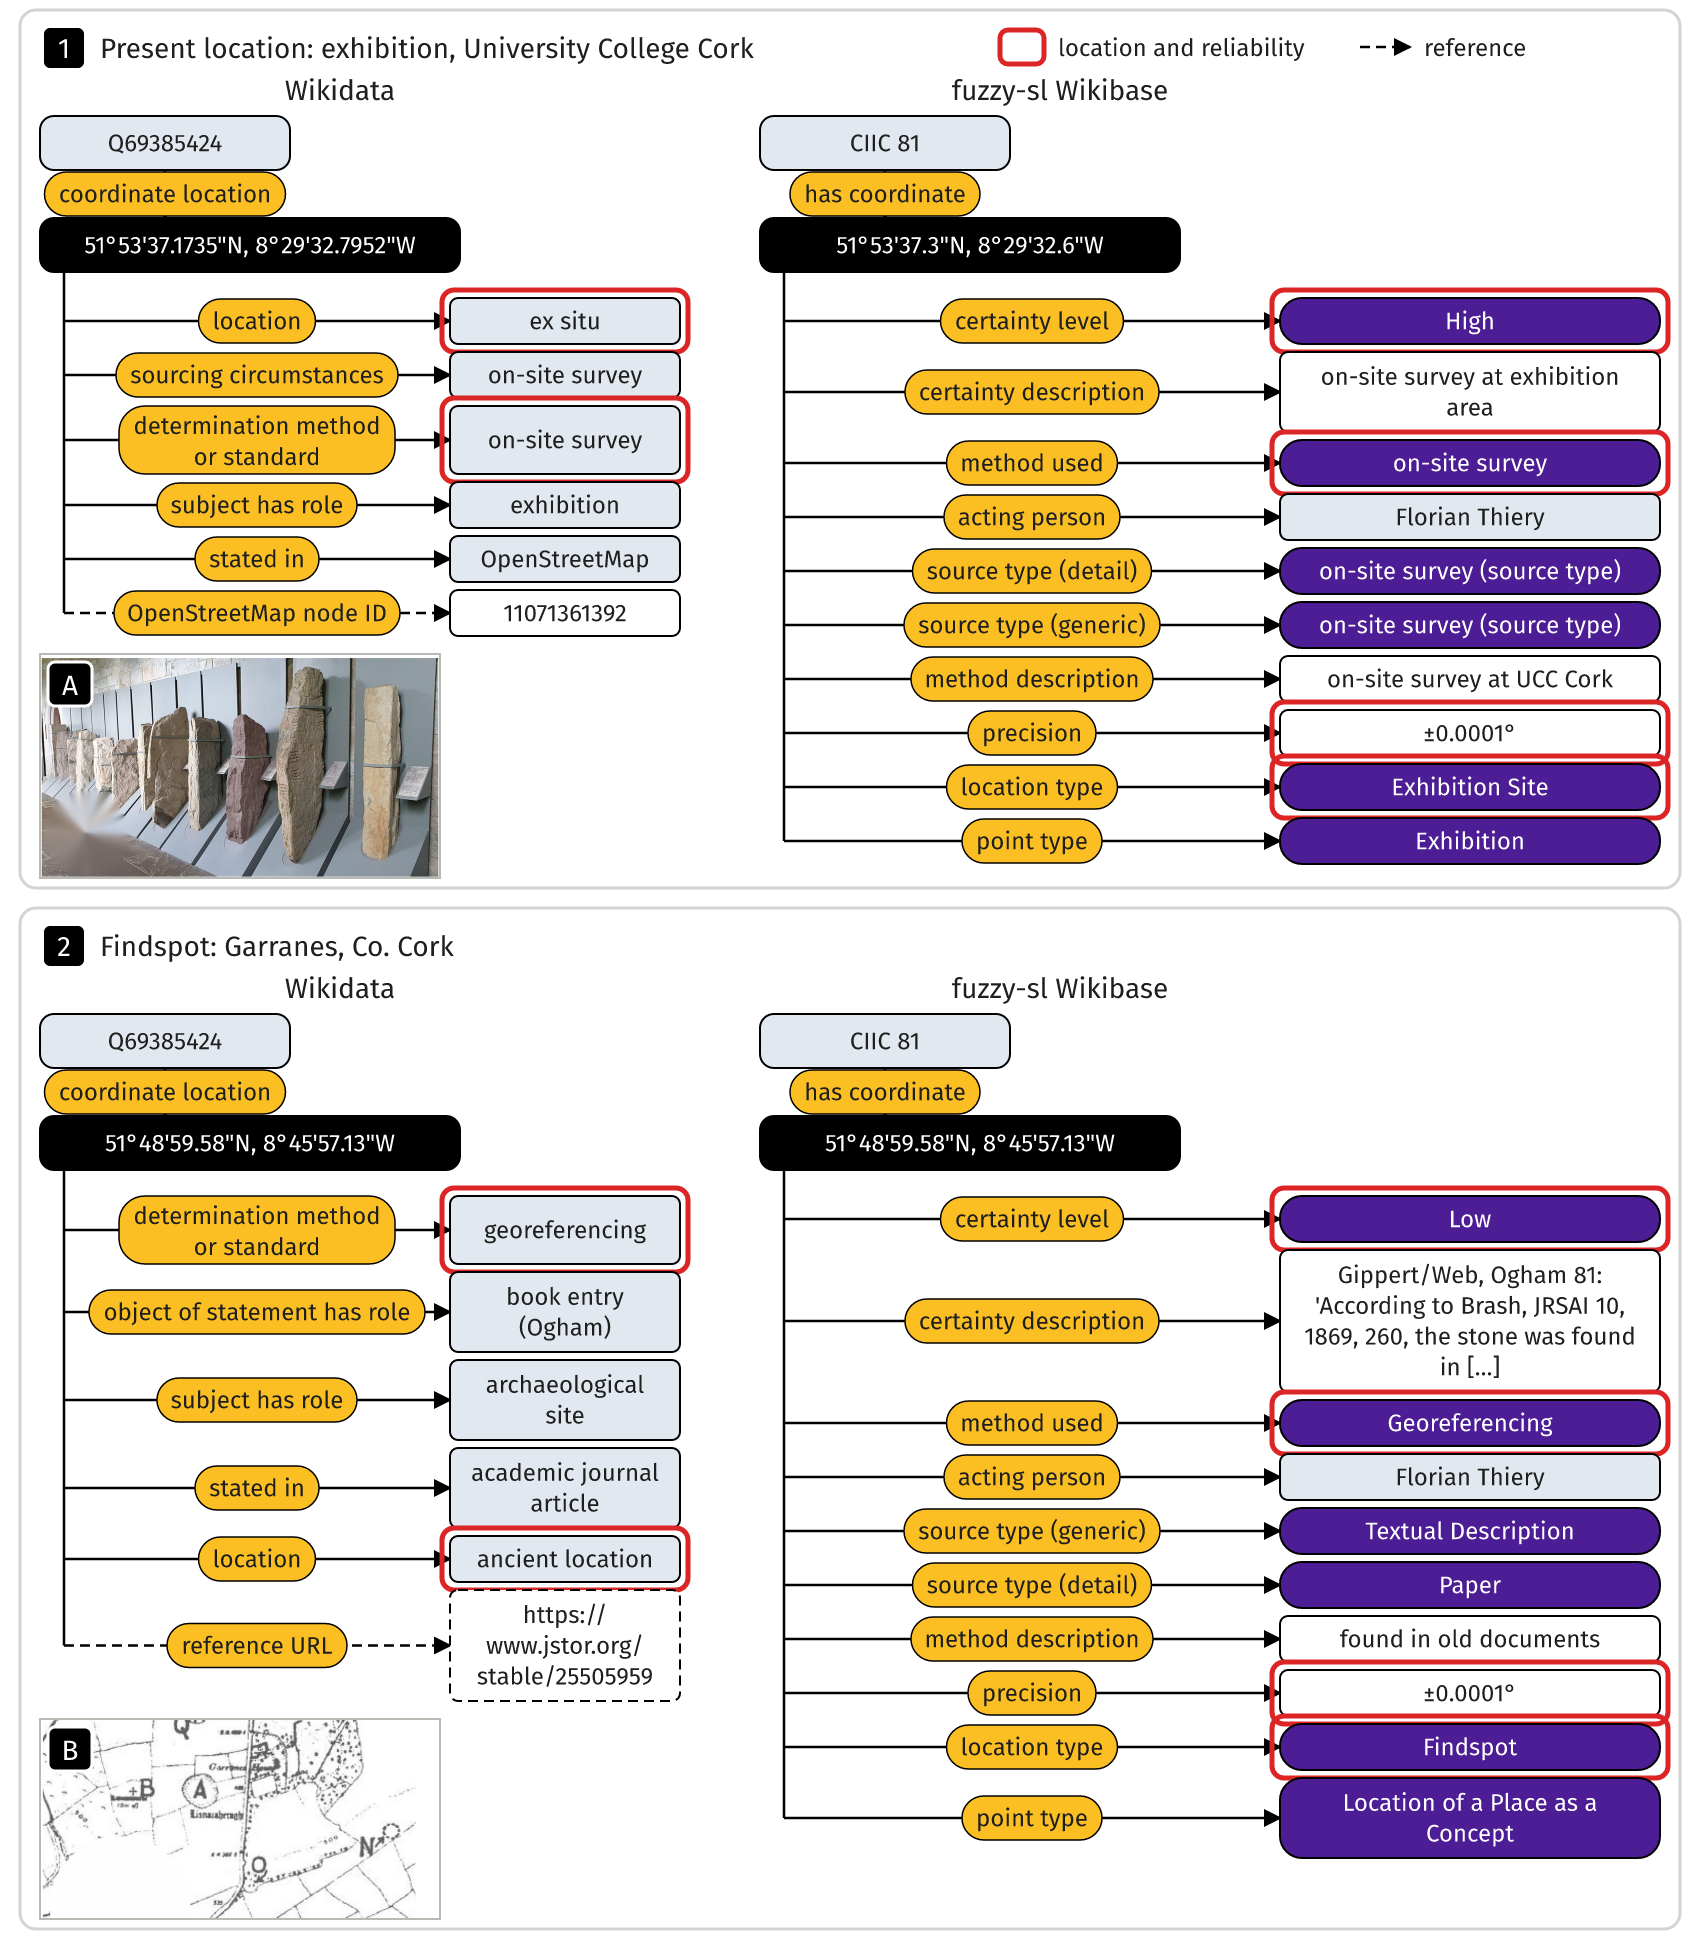 1 Present location: exhibition, University College Cork
location and reliability
reference
Wikidata
Q69385424
coordinate location
51°53'37.1735"N, 8°29'32.7952"W
location
ex situ
sourcing circumstances
on-site survey
determination method
or standard
on-site survey
subject has role
exhibition
stated in
OpenStreetMap
OpenStreetMap node ID
11071361392
A
fuzzy-sl Wikibase
CIIC 81
has coordinate
51°53'37.3"N, 8°29'32.6"W
certainty level
High
certainty description
on-site survey at exhibition
area
method used
on-site survey
acting person
Florian Thiery
source type (detail)
on-site survey (source type)
source type (generic)
on-site survey (source type)
method description
on-site survey at UCC Cork
precision
±0.0001°
location type
Exhibition Site
point type
Exhibition
2 Findspot: Garranes, Co. Cork
Wikidata
Q69385424
coordinate location
51°48'59.58"N, 8°45'57.13"W
determination method
or standard
georeferencing
object of statement has role
book entry
(Ogham)
subject has role
archaeological
site
stated in
academic journal
article
location
ancient location
reference URL
https://
www.jstor.org/
stable/25505959
B
Q
B
A
Lisnacaheragh
N
O
fuzzy-sl Wikibase
CIIC 81
has coordinate
51°48'59.58"N, 8°45'57.13"W
certainty level
Low
certainty description
Gippert/Web, Ogham 81:
'According to Brash, JRSAI 10,
1869, 260, the stone was found
in [...]
method used
Georeferencing
acting person
Florian Thiery
source type (generic)
Textual Description
source type (detail)
Paper
method description
found in old documents
precision
±0.0001°
location type
Findspot
point type
Location of a Place as a
Concept